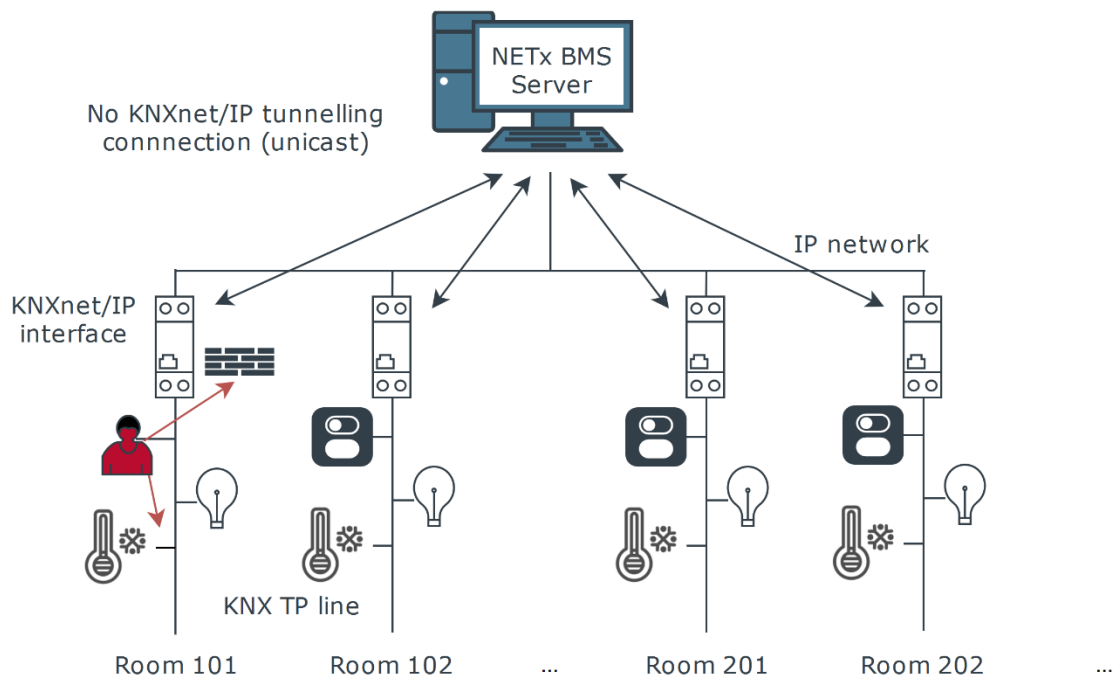 NETx BMS
Server
No KNXnet/IP tunnelling
connnection (unicast)
IP network
KNXnet/IP
interface
KNX TP line
Room 101
Room 102
...
Room 201
Room 202
...